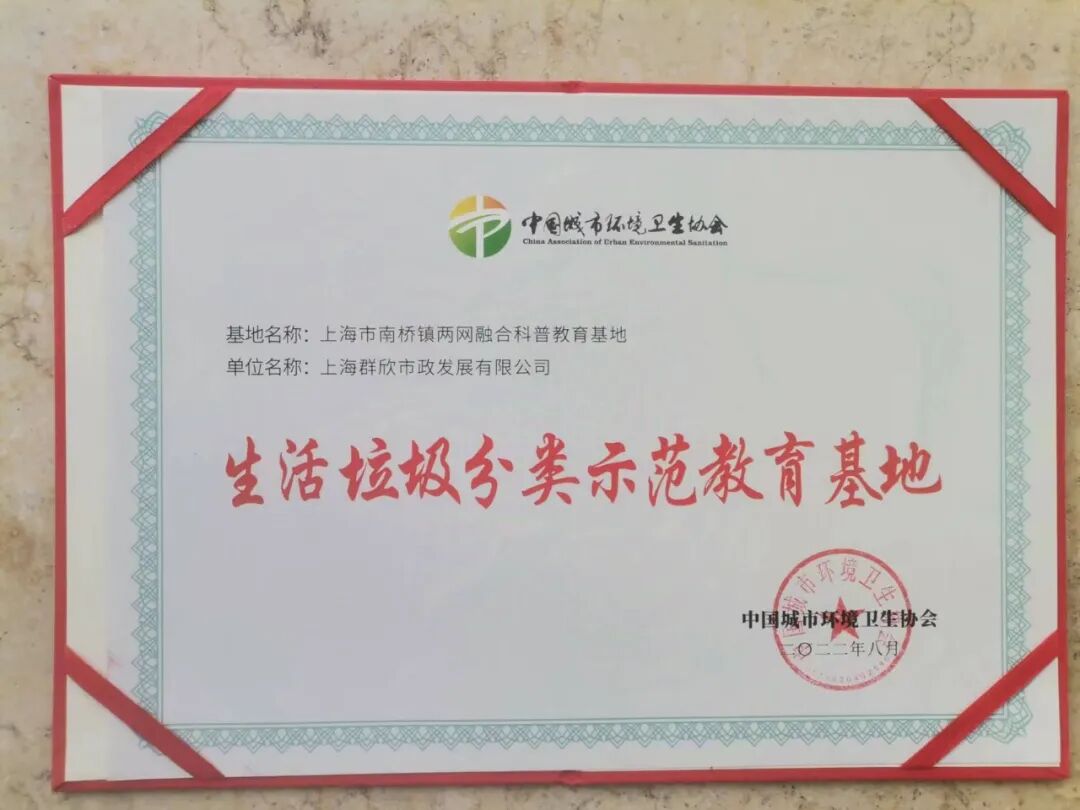 中国城市环境卫生协会
China Association of Urban Environmental Sanitation
基地名称：上海市南桥镇两网融合科普教育基地
单位名称：上海群欣市政发展有限公司
生活垃圾分类示范教育基地
中国城市环境卫生协会
二〇二二年八月